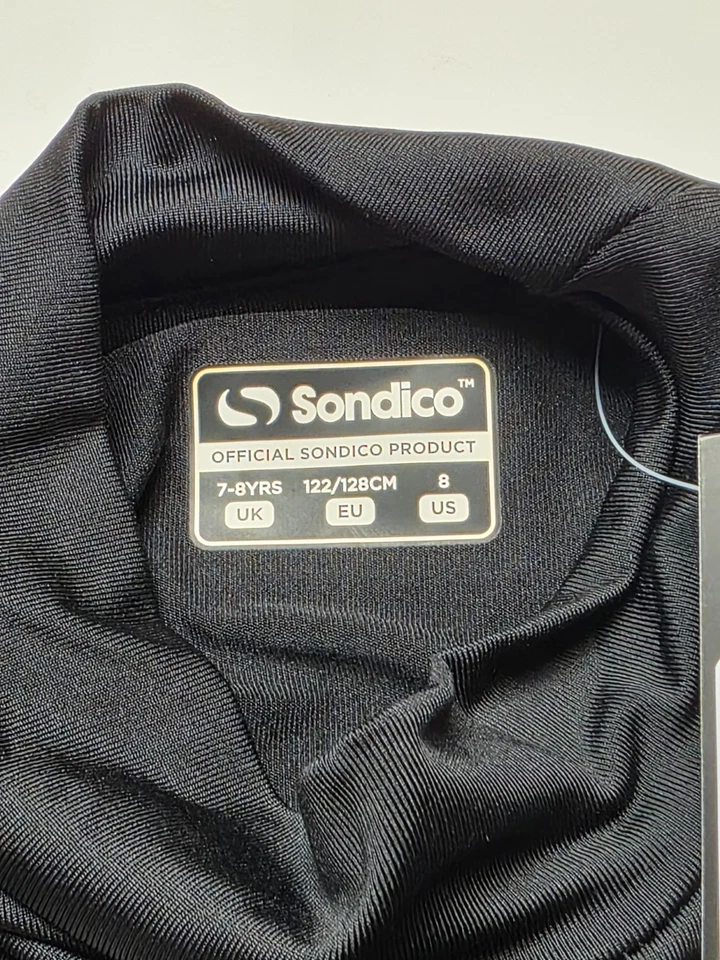 Sondico™
OFFICIAL SONDICO PRODUCT
7-8YRS 122/128CM 8
UK EU US